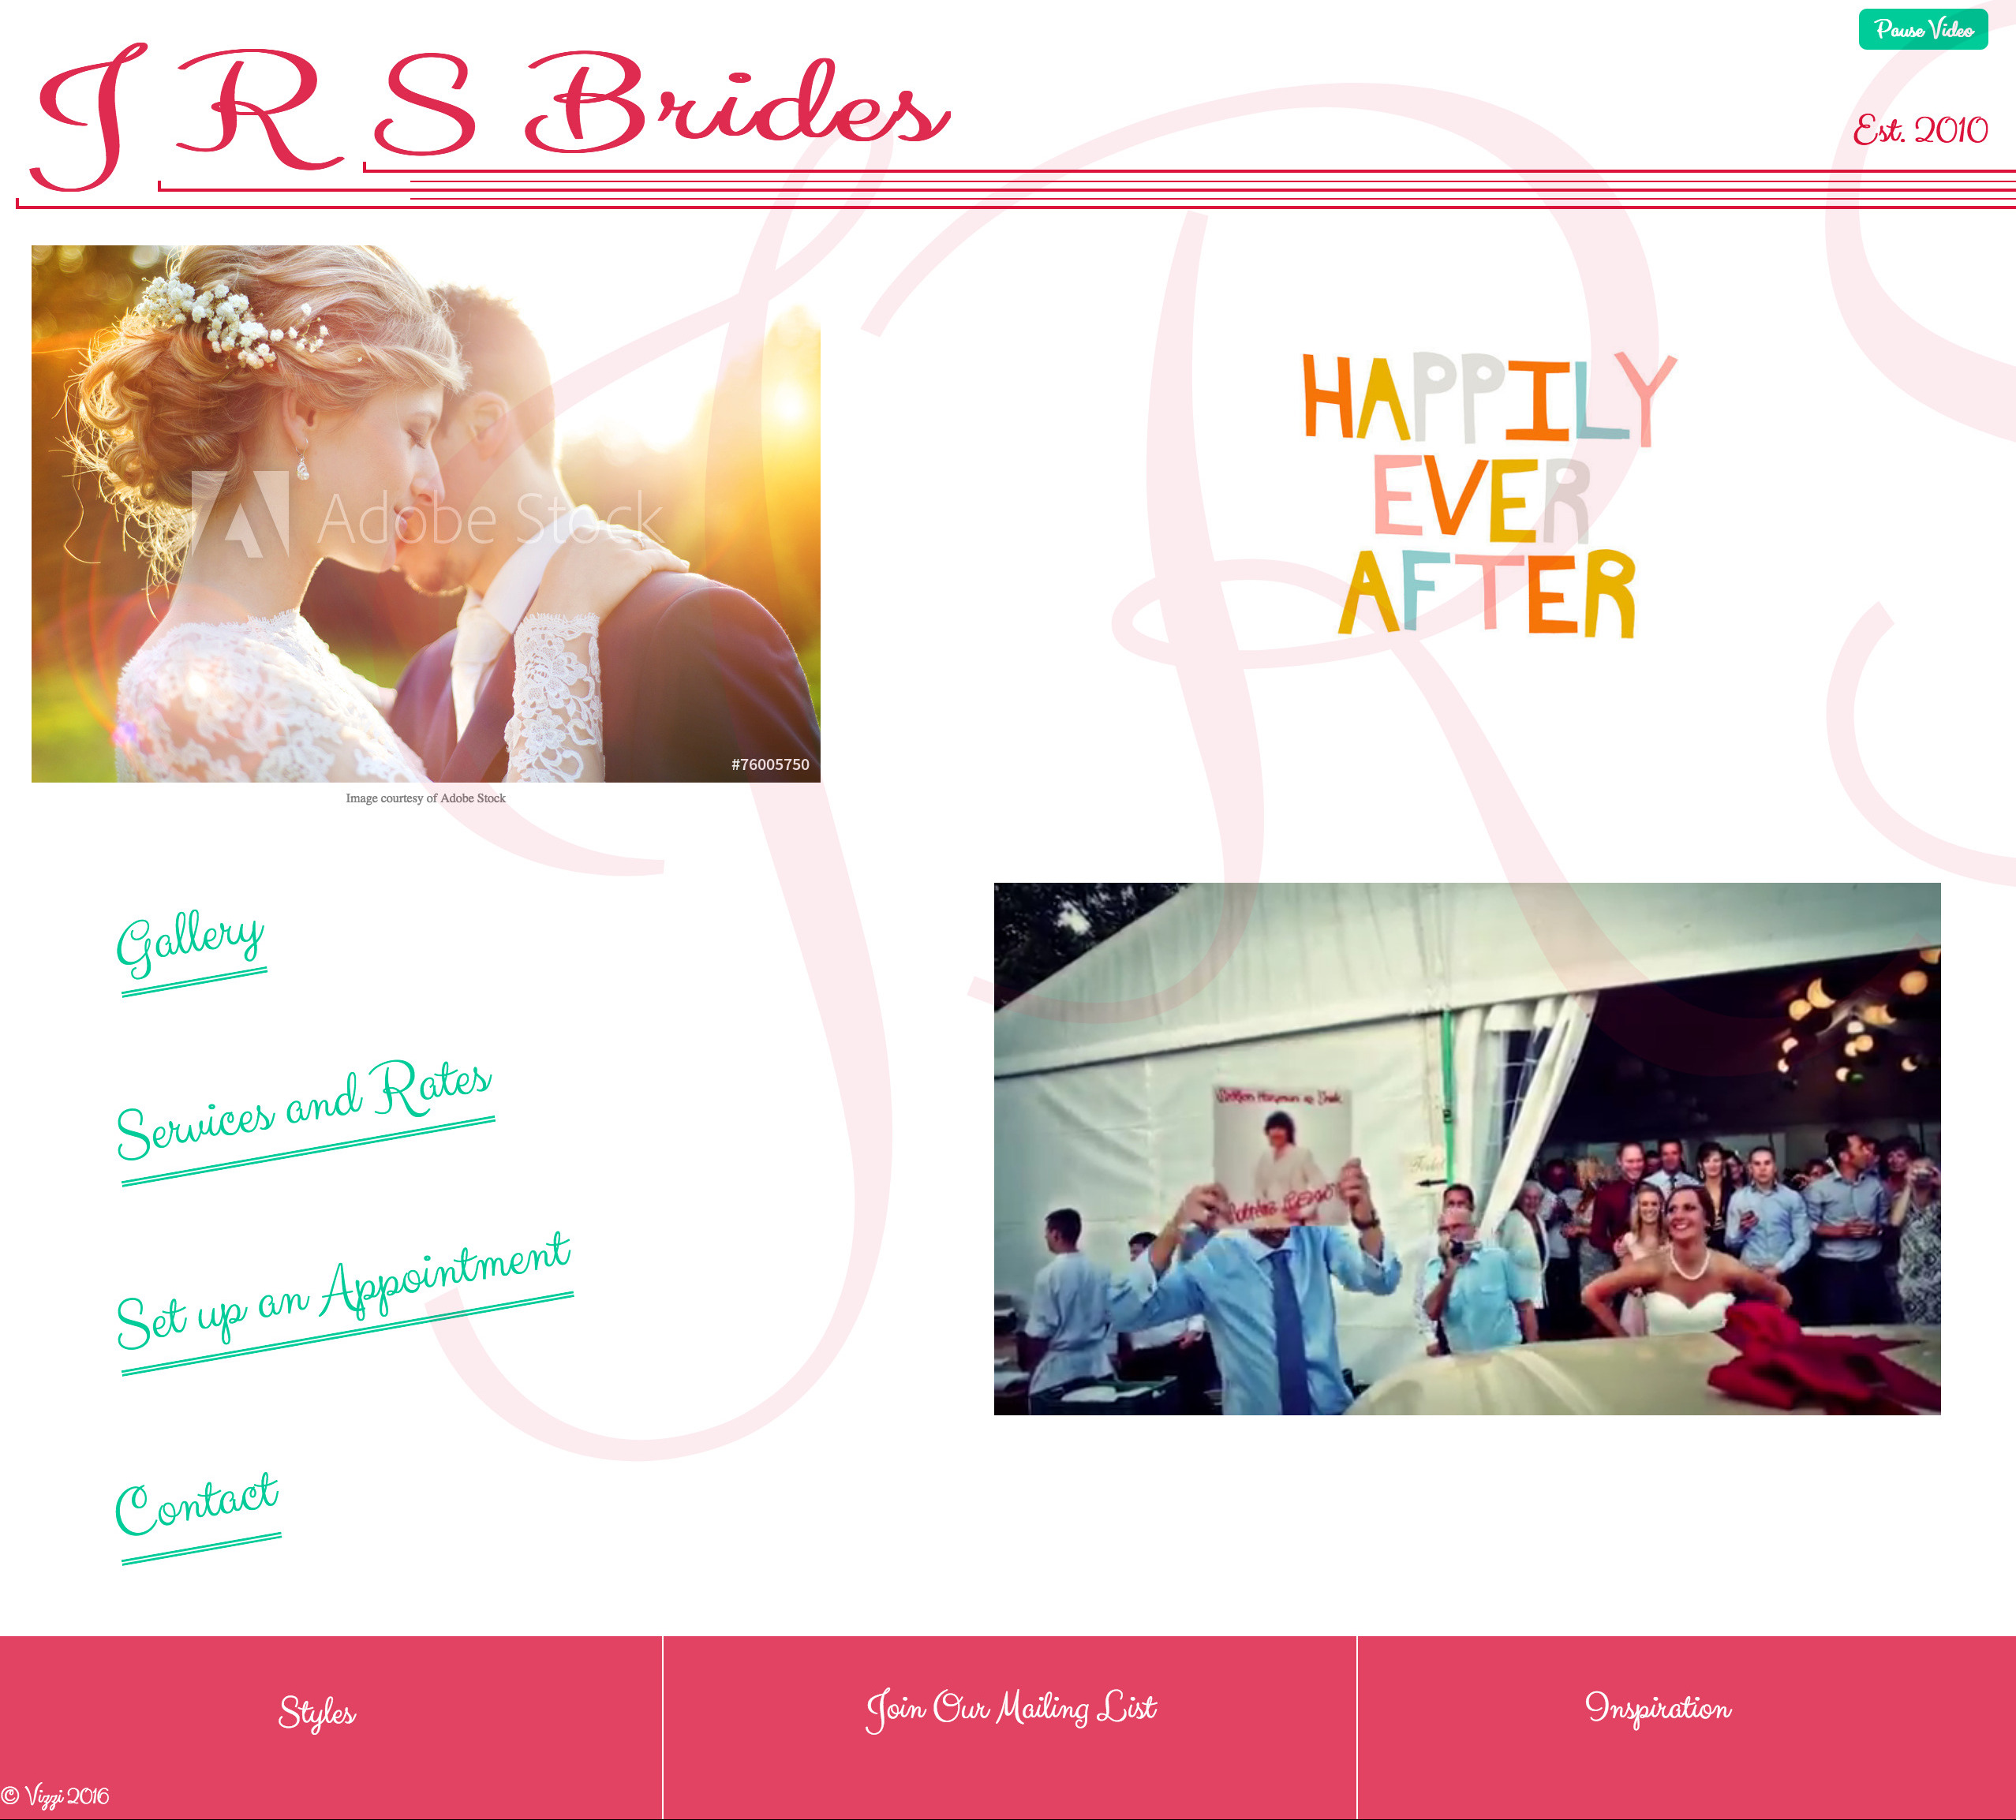 Pause Video
J R S Brides
Est. 2010
HAPPILY
EVER
AFTER
Adobe Stock
#76005750
Image courtesy of Adobe Stock
Gallery
Services and Rates
Set up an Appointment
Contact
Styles
Join Our Mailing List
Inspiration
© Vizzi 2016